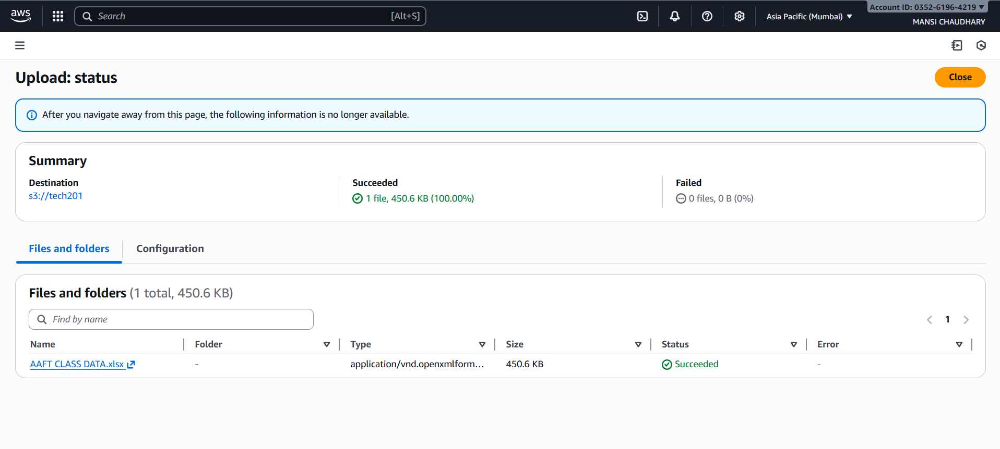 aws
Search [Alt+S]
Asia Pacific (Mumbai)
Account ID: 0352-6196-4219
MANSI CHAUDHARY
Upload: status
Close
After you navigate away from this page, the following information is no longer available.
Summary
Destination
s3://tech201
Succeeded
1 file, 450.6 KB (100.00%)
Failed
0 files, 0 B (0%)
Files and folders
Configuration
Files and folders (1 total, 450.6 KB)
Find by name
1
Name Folder Type Size Status Error
AAFT CLASS DATA.xlsx - application/vnd.openxmlform... 450.6 KB Succeeded -